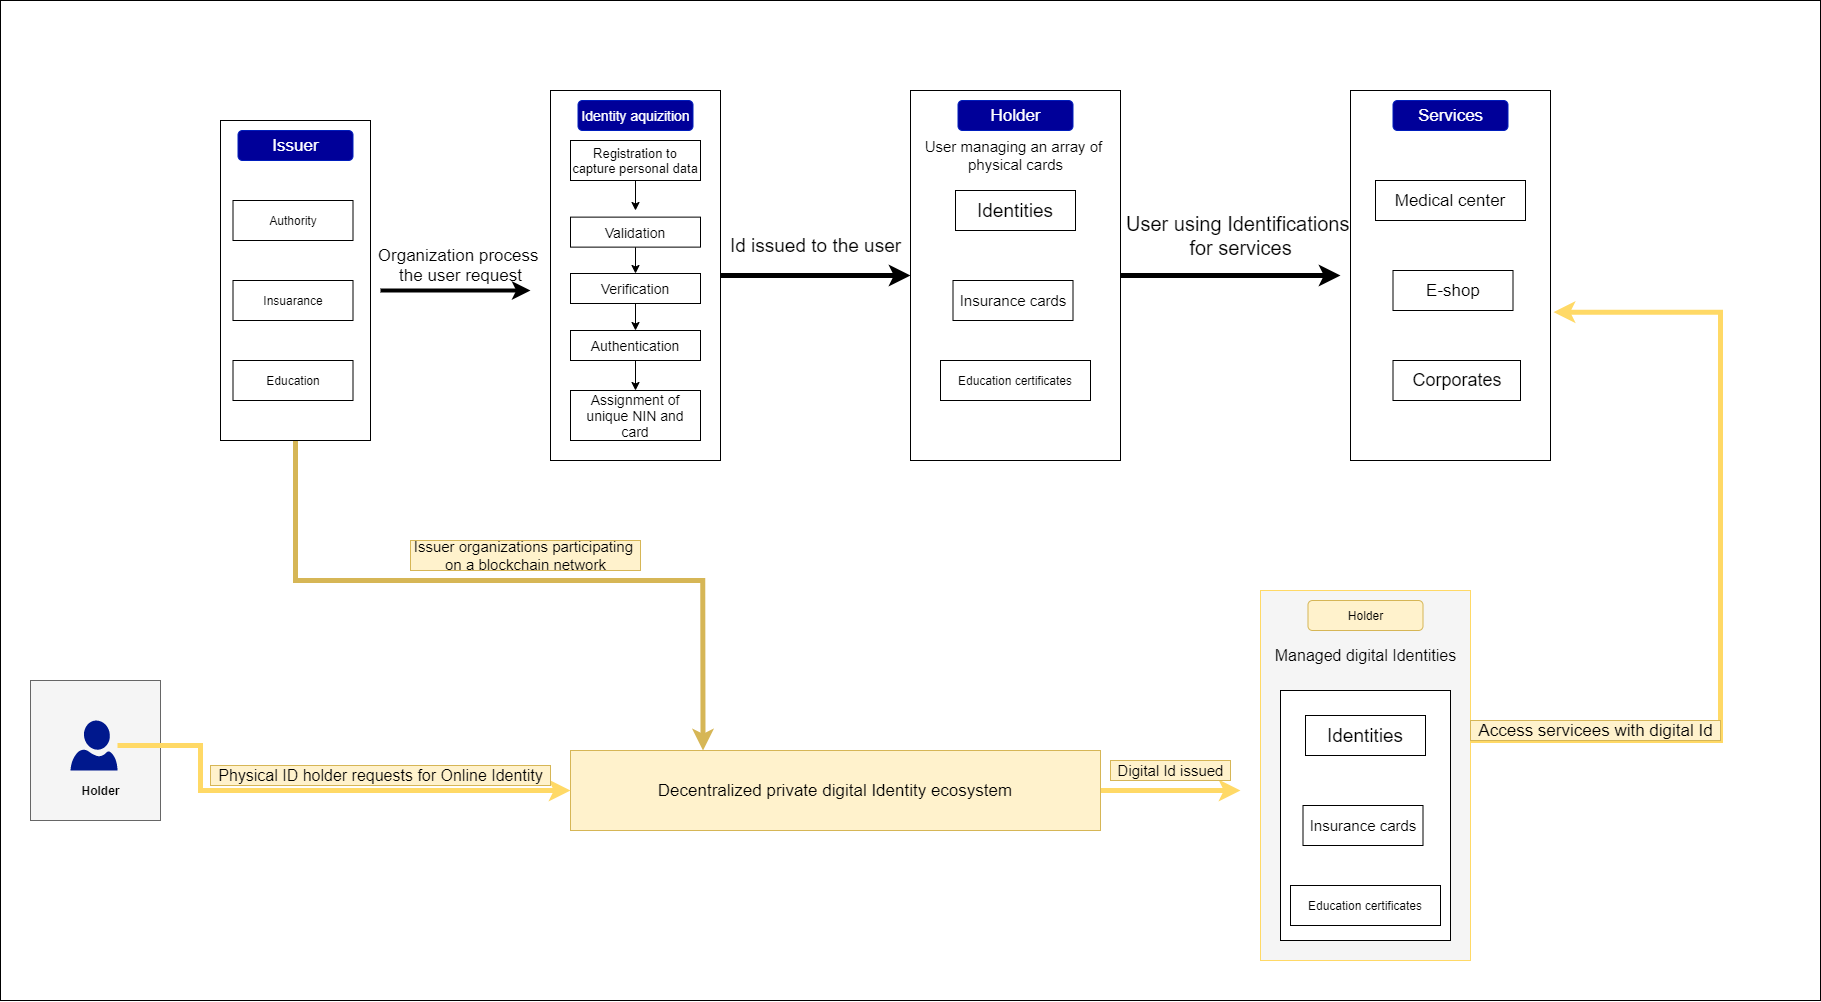 Issuer
Authority
Insuarance
Education
Organization process
the user request
Identity aquizition
Registration to
capture personal data
Validation
Verification
Authentication
Assignment of
unique NIN and
card
Id issued to the user
Holder
User managing an array of
physical cards
Identities
Insurance cards
Education certificates
User using Identifications
for services
Services
Medical center
E-shop
Corporates
Issuer organizations participating
on a blockchain network
Holder
Physical ID holder requests for Online Identity
Decentralized private digital Identity ecosystem
Digital Id issued
Holder
Managed digital Identities
Identities
Insurance cards
Education certificates
Access servicees with digital Id